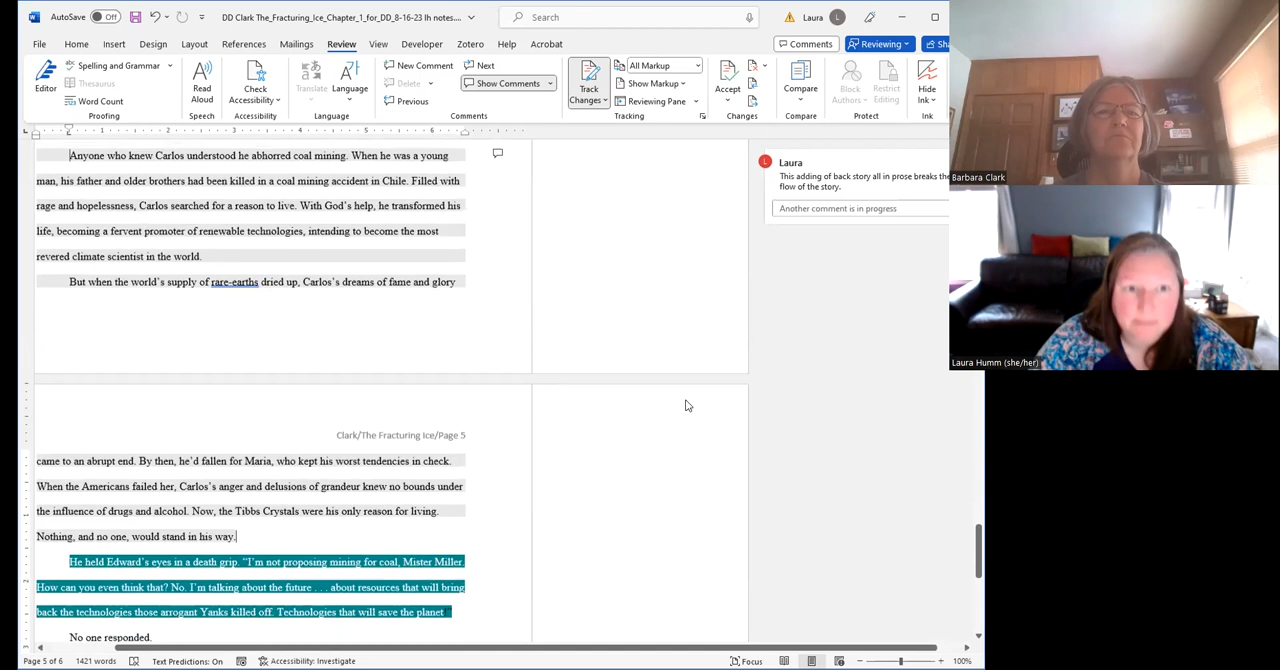 AutoSave Off DD Clark The_Fracturing_Ice_Chapter_1_for_DD_8-16-23 lh notes.... Search Laura L
File Home Insert Design Layout References Mailings Review View Developer Zotero Help Acrobat Comments Reviewing Sha
Editor Spelling and Grammar Thesaurus Word Count Proofing
Read Aloud Speech
Check Accessibility Accessibility
Translate Language Language
New Comment Delete Previous Next Show Comments Comments
Track Changes All Markup Show Markup Reviewing Pane Tracking
Accept Changes
Compare Compare
Block Authors Restrict Editing Protect
Hide Ink Ink
1 2 3 4 5 6
Anyone who knew Carlos understood he abhorred coal mining. When he was a young
man, his father and older brothers had been killed in a coal mining accident in Chile. Filled with
rage and hopelessness, Carlos searched for a reason to live. With God's help, he transformed his
life, becoming a fervent promoter of renewable technologies, intending to become the most
revered climate scientist in the world.
But when the world's supply of rare-earths dried up, Carlos's dreams of fame and glory
L Laura
This adding of back story all in prose breaks the
flow of the story.
Another comment is in progress
Barbara Clark
Laura Humm (she/her)
Clark/The Fracturing Ice/Page 5
came to an abrupt end. By then, he'd fallen for Maria, who kept his worst tendencies in check.
When the Americans failed her, Carlos's anger and delusions of grandeur knew no bounds under
the influence of drugs and alcohol. Now, the Tibbs Crystals were his only reason for living.
Nothing, and no one, would stand in his way.
He held Edward's eyes in a death grip. "I'm not proposing mining for coal, Mister Miller.
How can you even think that? No. I'm talking about the future . . . about resources that will bring
back the technologies those arrogant Yanks killed off. Technologies that will save the planet
No one responded.
Page 5 of 6 1421 words Text Predictions: On Accessibility: Investigate Focus 100%